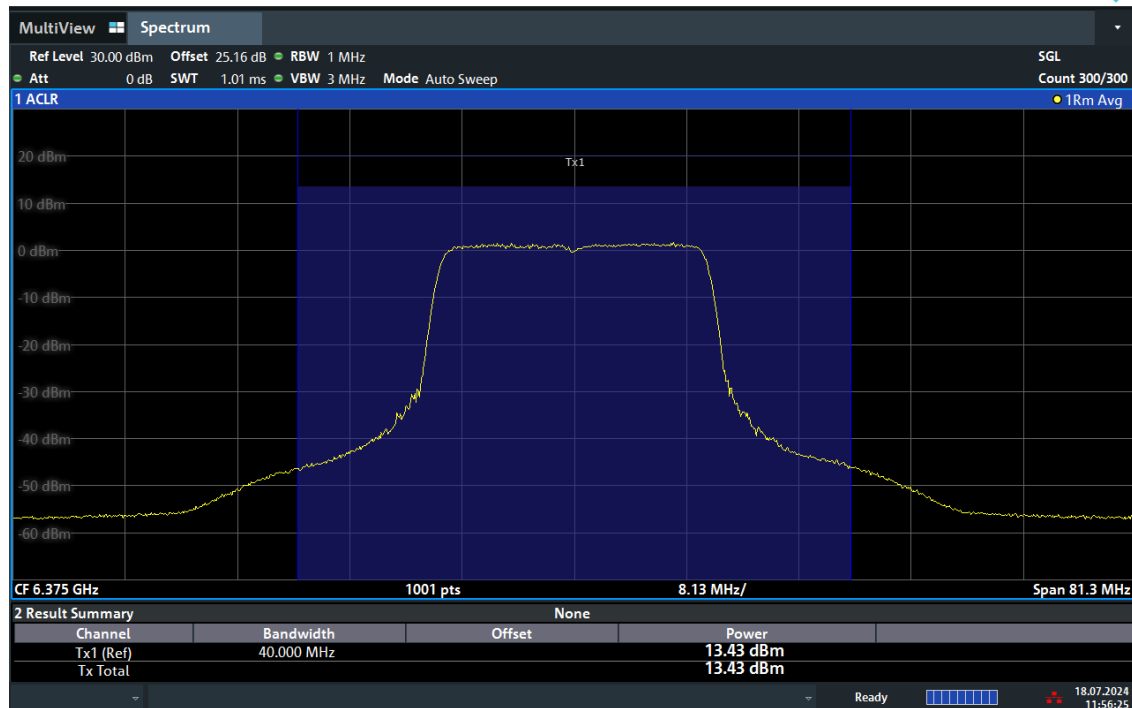 MultiView Spectrum
Ref Level 30.00 dBm Offset 25.16 dB RBW 1 MHz SGL
Att 0 dB SWT 1.01 ms VBW 3 MHz Mode Auto Sweep Count 300/300
1 ACLR 1Rm Avg
Tx1
20 dBm
10 dBm
0 dBm
-10 dBm
-20 dBm
-30 dBm
-40 dBm
-50 dBm
-60 dBm
CF 6.375 GHz 1001 pts 8.13 MHz/ Span 81.3 MHz
2 Result Summary None
Channel Bandwidth Offset Power
Tx1 (Ref) 40.000 MHz 13.43 dBm
Tx Total 13.43 dBm
Ready 18.07.2024
11:56:25